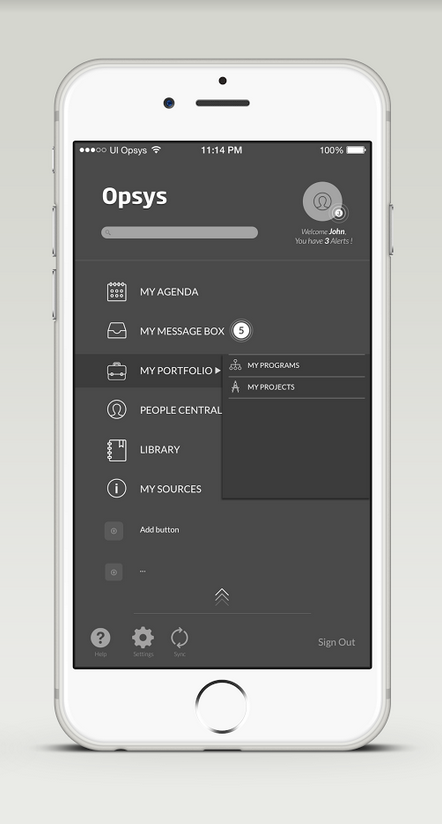 UI Opsys
11:14 PM
100%
Opsys
3
Welcome John,
You have 3 Alerts !
MY AGENDA
MY MESSAGE BOX
5
MY PORTFOLIO
MY PROGRAMS
MY PROJECTS
PEOPLE CENTRAL
LIBRARY
MY SOURCES
Add button
...
Help
Settings
Sync
Sign Out